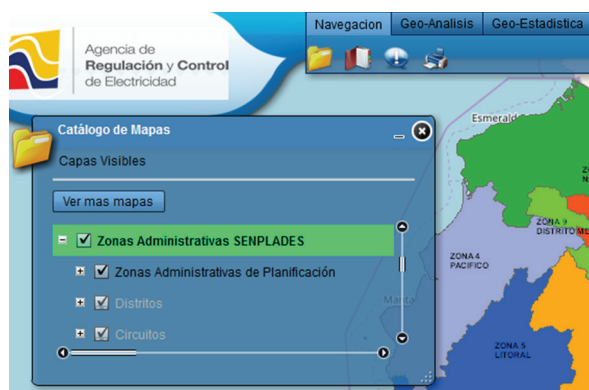 Navegacion Geo-Analisis Geo-Estadistica
Agencia de
Regulación y Control
de Electricidad
Catálogo de Mapas
Capas Visibles
Ver mas mapas
Zonas Administrativas SENPLADES
Zonas Administrativas de Planificación
Distritos
Circuitos
Esmerald
ZONA 9
DISTRITO ME
ZONA 4
PACIFICO
Manta
ZONA 5
LITORAL